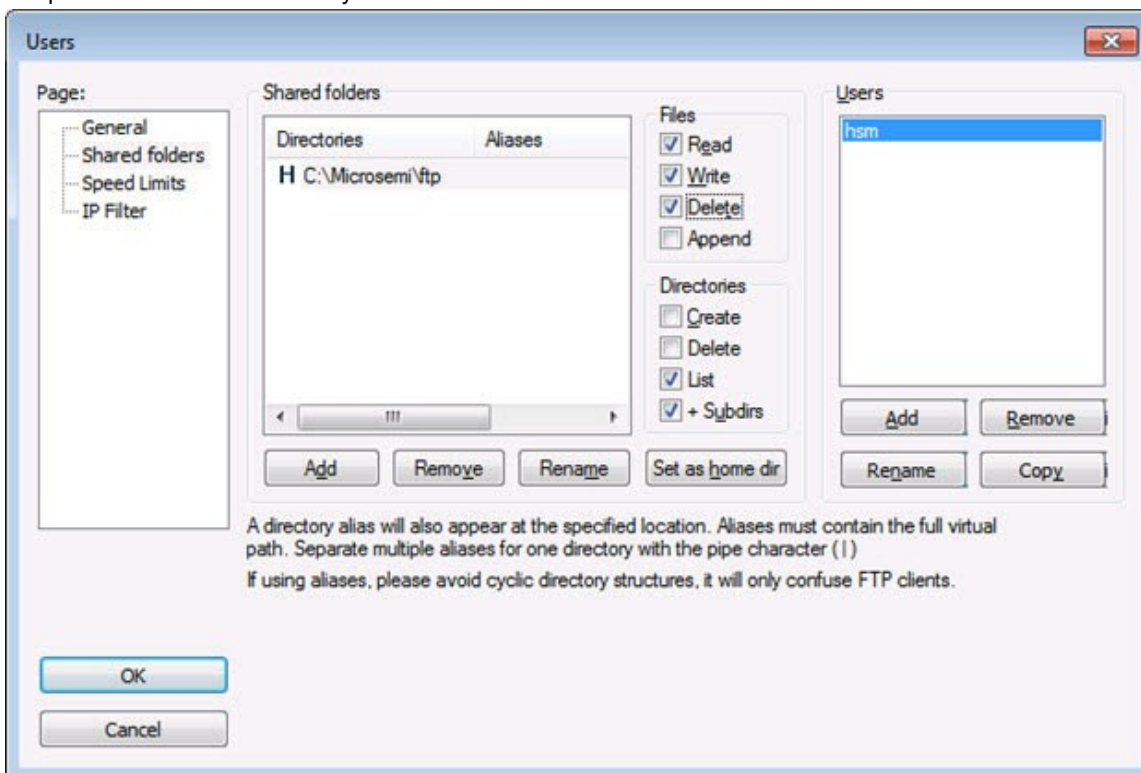 Users
Page:
General
Shared folders
Speed Limits
IP Filter
Shared folders
Directories Aliases
H C:\Microsemi\ftp
Files
Read
Write
Delete
Append
Directories
Create
Delete
List
+ Subdirs
Add Remove Rename Set as home dir
Users
hsm
Add Remove
Rename Copy
A directory alias will also appear at the specified location. Aliases must contain the full virtual
path. Separate multiple aliases for one directory with the pipe character (|)
If using aliases, please avoid cyclic directory structures, it will only confuse FTP clients.
OK
Cancel